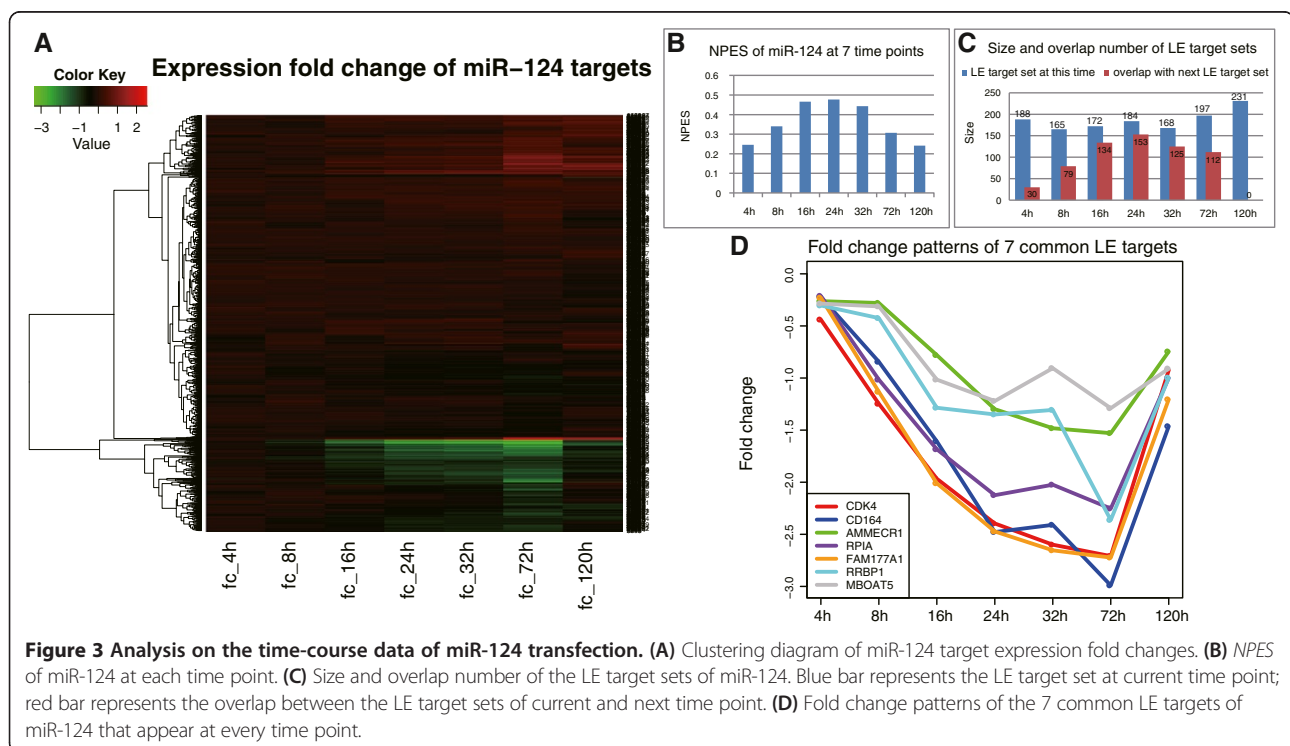 A
Expression fold change of miR−124 targets
Color Key
−3 −1 1 2
Value
fc_4h
fc_8h
fc_16h
fc_24h
fc_32h
fc_72h
fc_120h
B
NPES of miR-124 at 7 time points
NPES
0.6
0.5
0.4
0.3
0.2
0.1
0
4h 8h 16h 24h 32h 72h 120h
C
Size and overlap number of LE target sets
LE target set at this time overlap with next LE target set
Size
250
200
150
100
50
0
188 165 172 184 168 197 231
30 79 134 153 125 112 0
4h 8h 16h 24h 32h 72h 120h
D
Fold change patterns of 7 common LE targets
Fold change
0.0
−0.5
−1.0
−1.5
−2.0
−2.5
−3.0
CDK4
CD164
AMMECR1
RPIA
FAM177A1
RRBP1
MBOAT5
4h 8h 16h 24h 32h 72h 120h
Figure 3 Analysis on the time-course data of miR-124 transfection. (A) Clustering diagram of miR-124 target expression fold changes. (B) NPES
of miR-124 at each time point. (C) Size and overlap number of the LE target sets of miR-124. Blue bar represents the LE target set at current time point;
red bar represents the overlap between the LE target sets of current and next time point. (D) Fold change patterns of the 7 common LE targets of
miR-124 that appear at every time point.